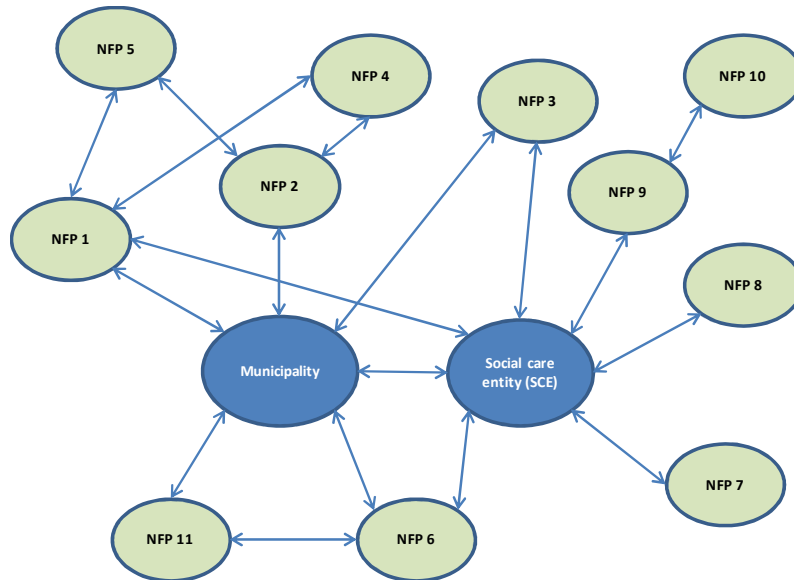 NFP 5
NFP 4
NFP 10
NFP 3
NFP 2
NFP 9
NFP 1
NFP 8
Municipality
Social care
entity (SCE)
NFP 7
NFP 11
NFP 6